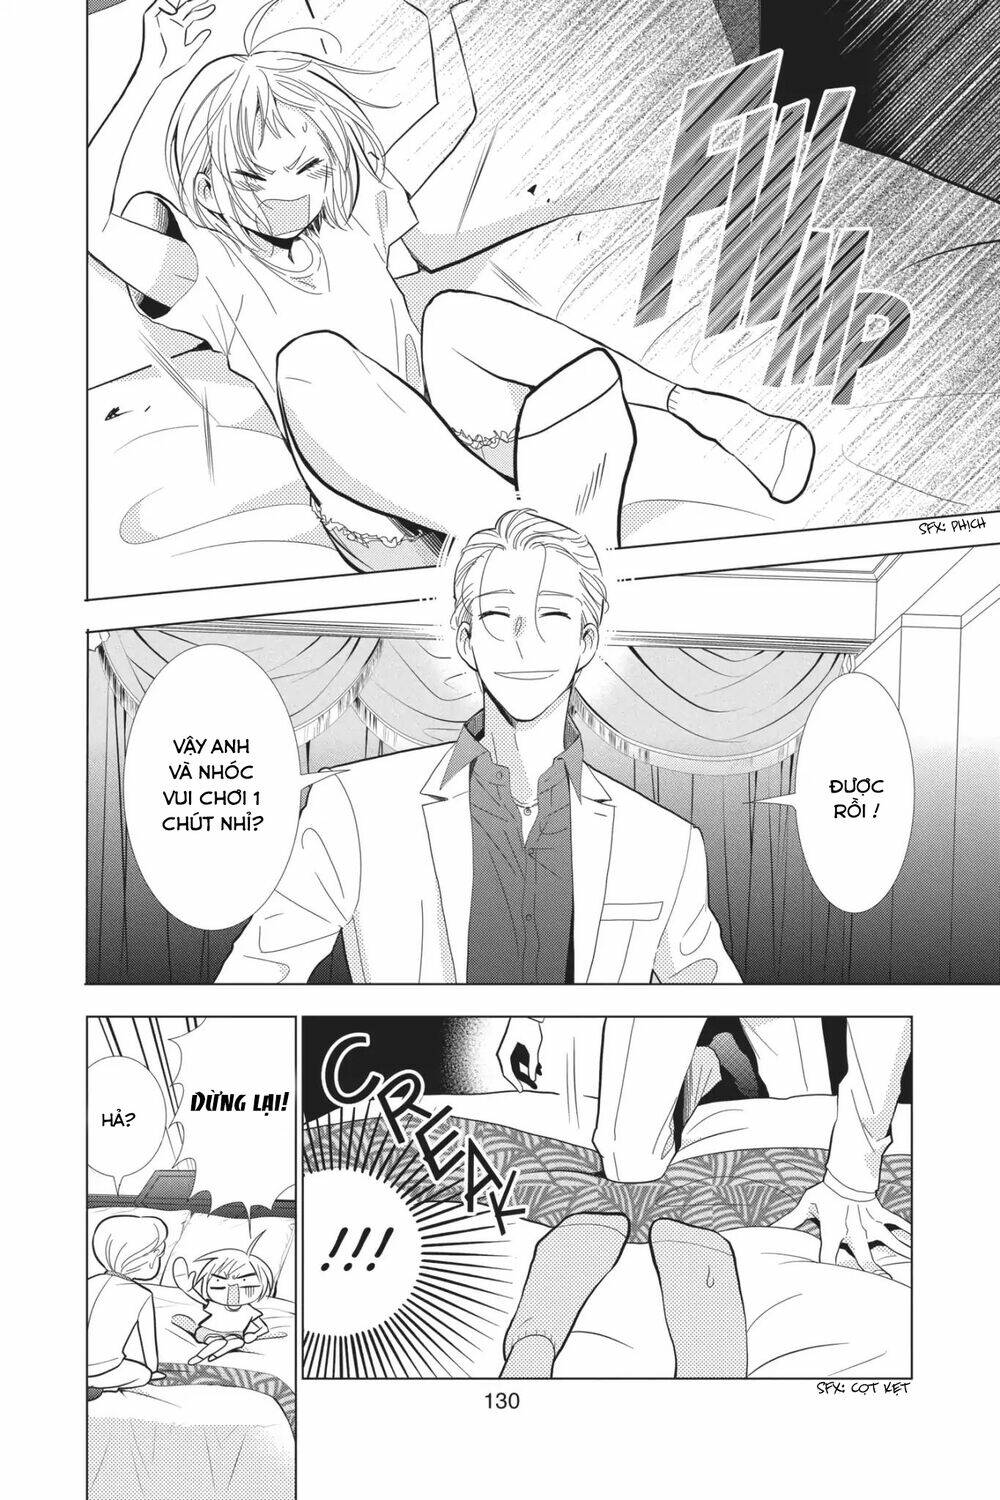 FWUMP
SFX: PHỊCH
ĐƯỢC
RỒI !
VẬY ANH
VÀ NHÓC
VUI CHƠI 1
CHÚT NHỈ?
CREAK
!!!
SFX: CỌT KẸT
DỪNG LẠI!
HẢ?
130